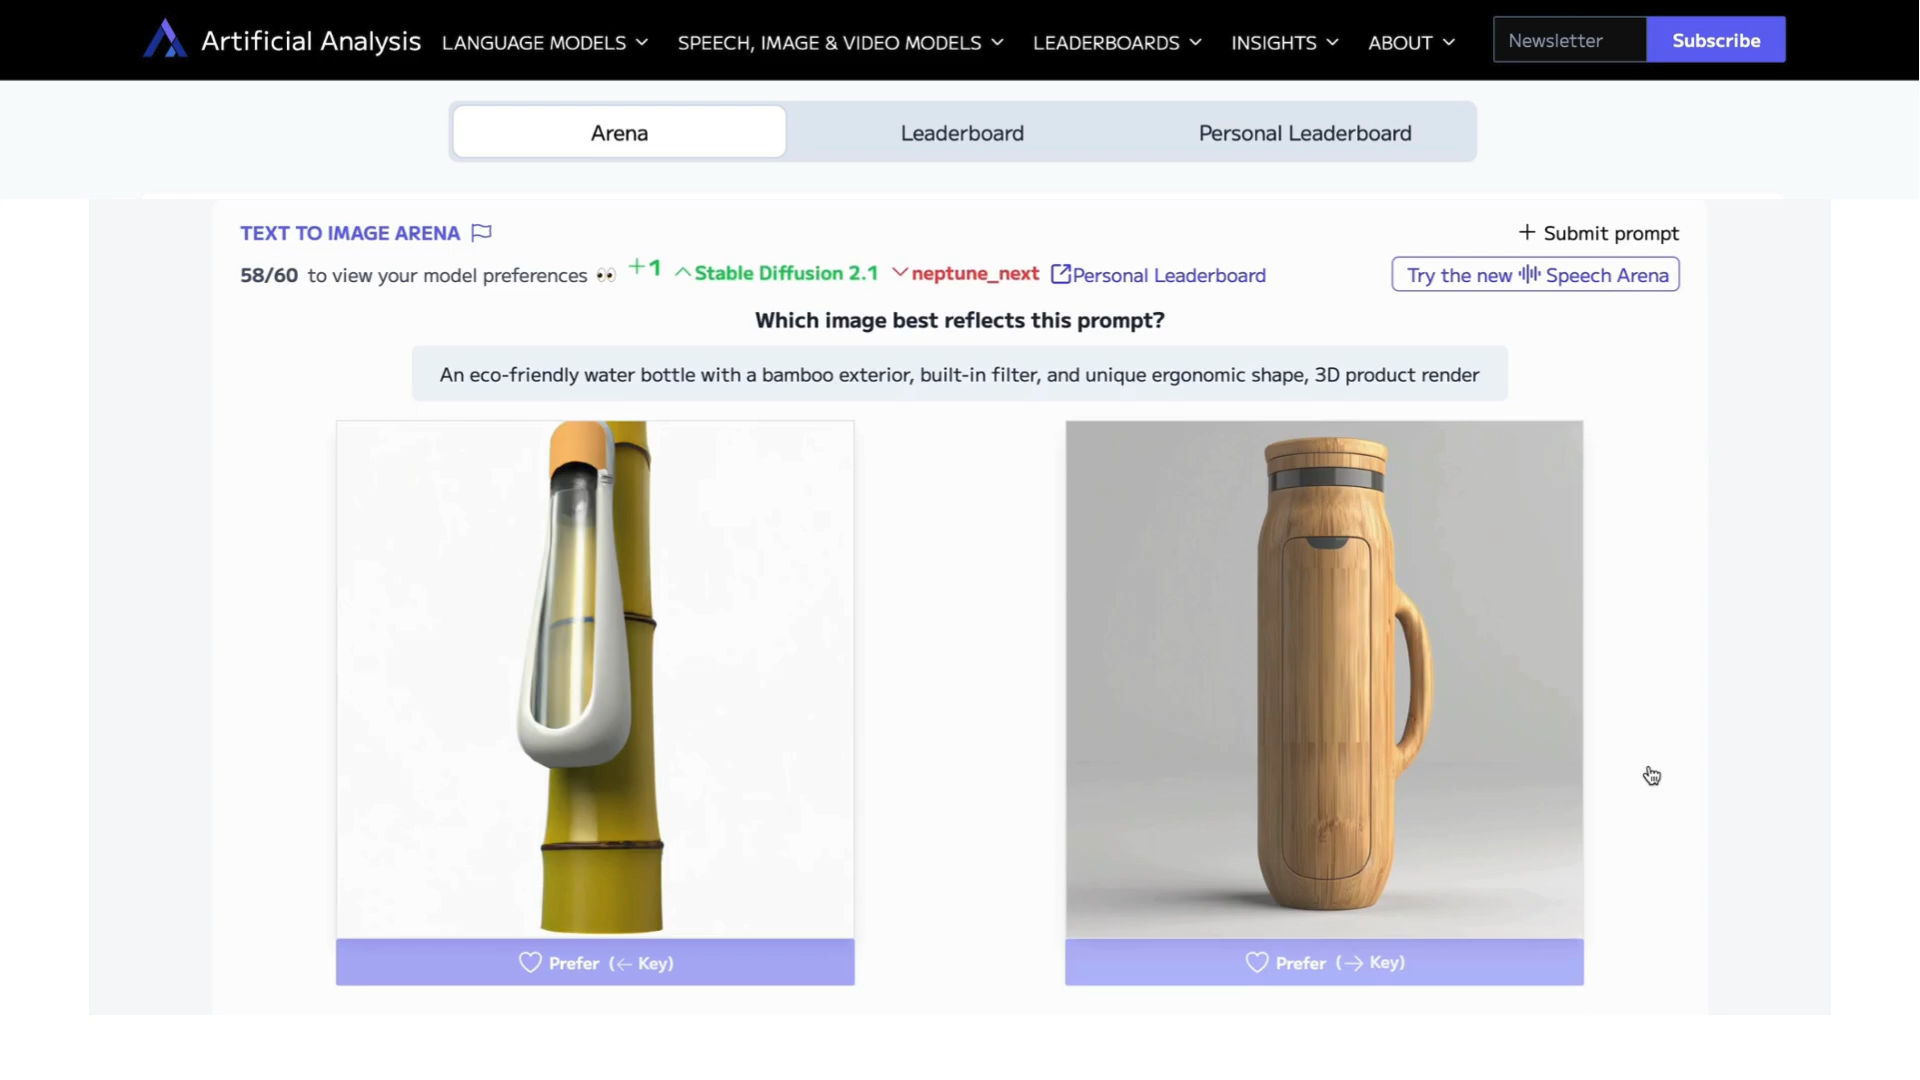 Artificial Analysis LANGUAGE MODELS SPEECH, IMAGE & VIDEO MODELS LEADERBOARDS INSIGHTS ABOUT Newsletter Subscribe
Arena Leaderboard Personal Leaderboard
TEXT TO IMAGE ARENA + Submit prompt
58/60 to view your model preferences 👀 +1 Stable Diffusion 2.1 neptune_next Personal Leaderboard Try the new Speech Arena
Which image best reflects this prompt?
An eco-friendly water bottle with a bamboo exterior, built-in filter, and unique ergonomic shape, 3D product render
Prefer (← Key) Prefer (→ Key)